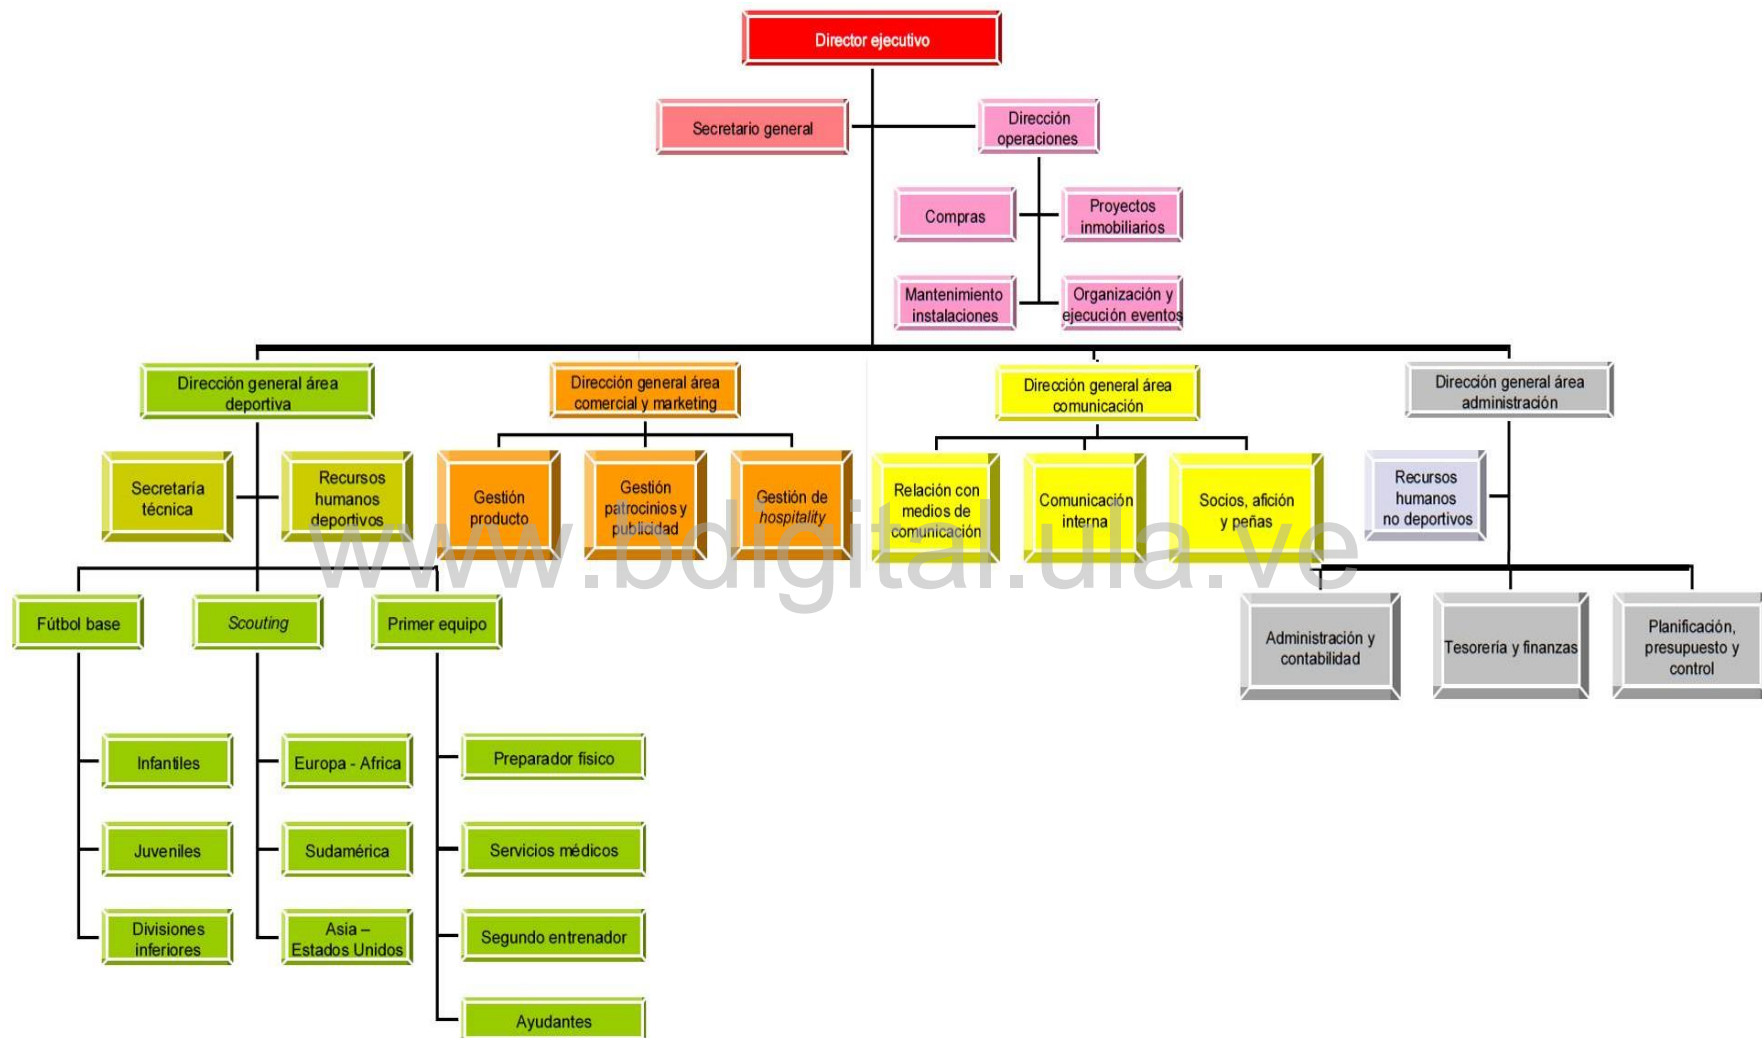 Director ejecutivo
Secretario general
Dirección
operaciones
Compras
Proyectos
inmobiliarios
Mantenimiento
instalaciones
Organización y
ejecución eventos
Dirección general área
deportiva
Dirección general área
comercial y marketing
Dirección general área
comunicación
Dirección general área
administración
Secretaría
técnica
Recursos
humanos
deportivos
Gestión
producto
Gestión
patrocinios y
publicidad
Gestión de
hospitality
Relación con
medios de
comunicación
Comunicación
interna
Socios, afición
y peñas
Recursos
humanos
no deportivos
www.bdigital.ula.ve
Fútbol base
Scouting
Primer equipo
Administración y
contabilidad
Tesorería y finanzas
Planificación,
presupuesto y
control
Infantiles
Europa - Africa
Preparador físico
Juveniles
Sudamérica
Servicios médicos
Divisiones
inferiores
Asia –
Estados Unidos
Segundo entrenador
Ayudantes